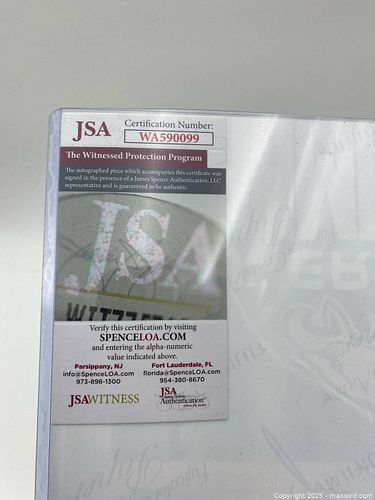 JSA
Certification Number:
WA590099
The Witnessed Protection Program
The autographed piece which accompanies this certificate was
signed in the presence of a James Spence Authentication, LLC
representative and is guaranteed to be authentic.
JSA
Verify this certification by visiting
SPENCELOA.COM
and entering the alpha-numeric
value indicated above.
Parsippany, NJ
info@SpenceLOA.com
973-898-1300
Fort Lauderdale, FL
florida@SpenceLOA.com
954-380-8670
JSAWITNESS
JSA
Authentication
Copyright 2025 - maxsold.com